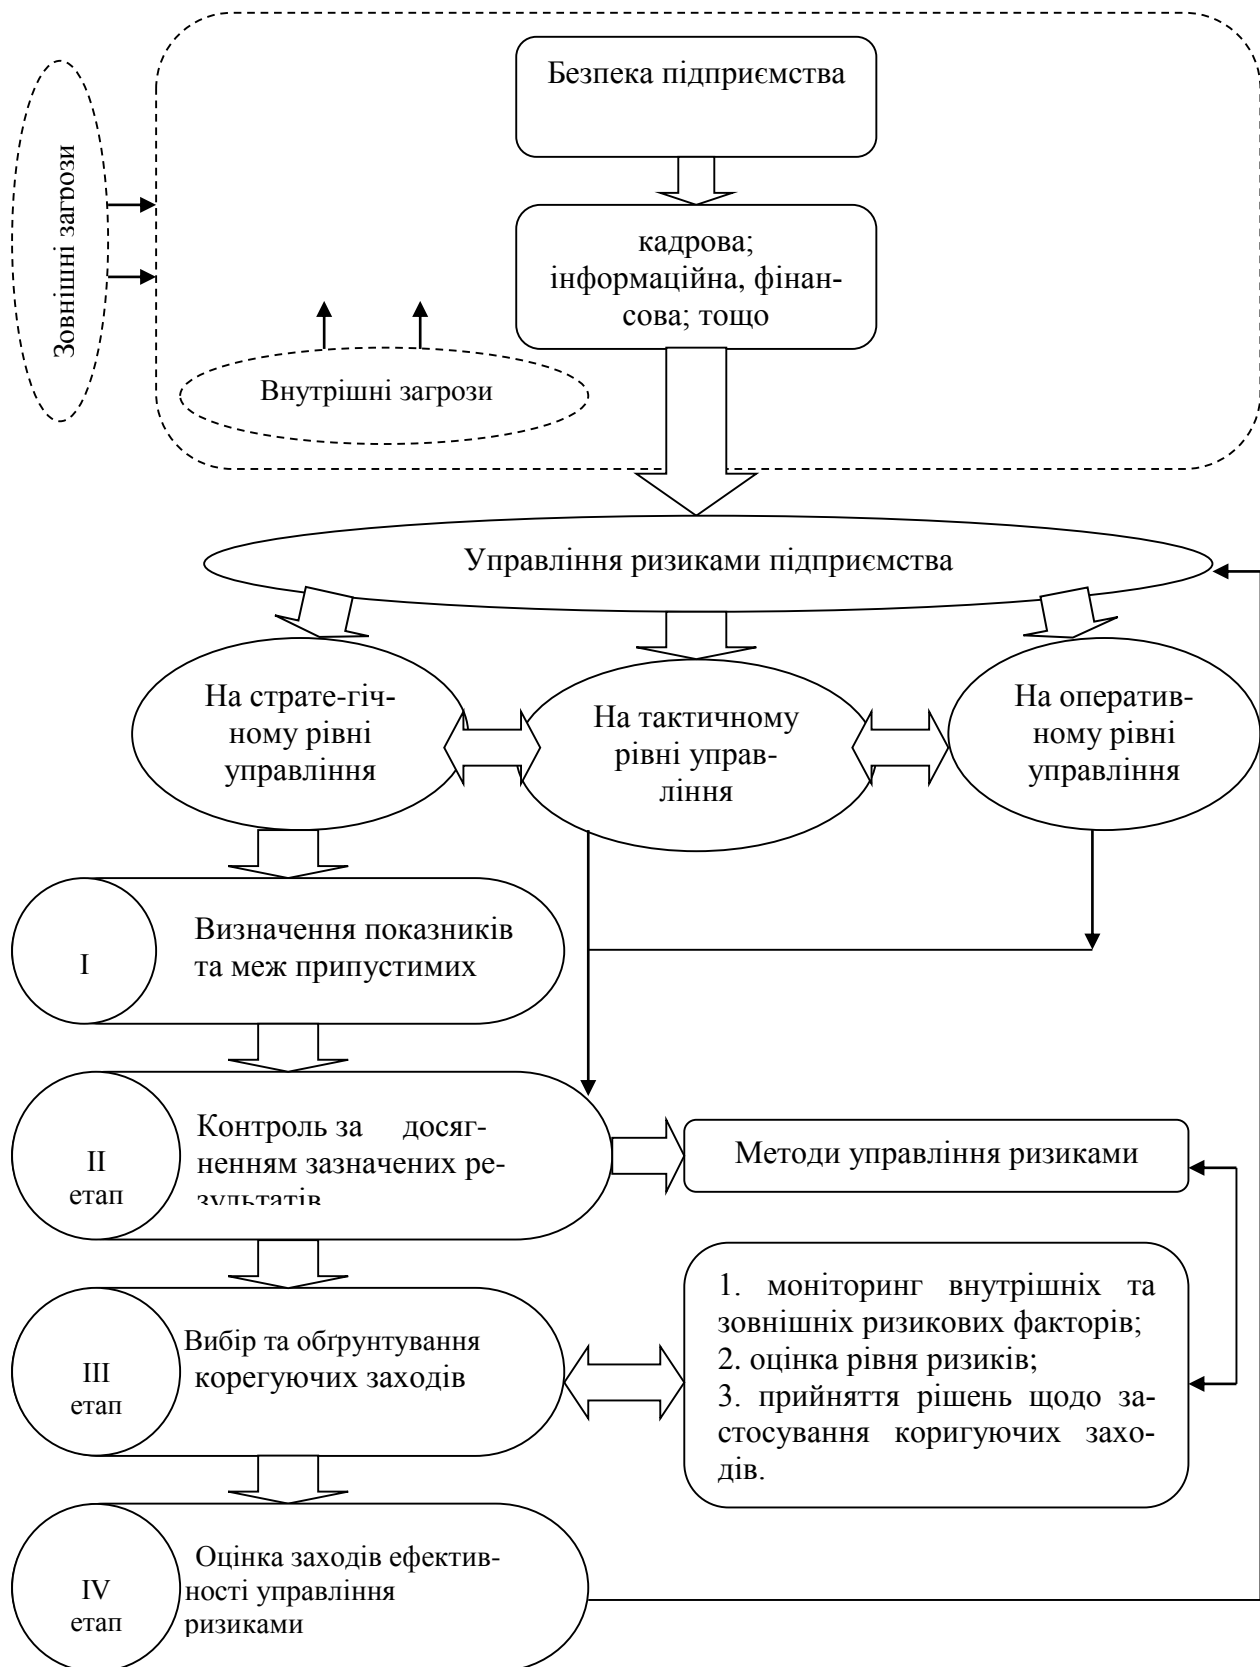 Безпека підприємства
Зовнішні загрози
кадрова;
інформаційна, фінан-
сова; тощо
Внутрішні загрози
Управління ризиками підприємства
На страте-гіч-
ному рівні
управління
На тактичному
рівні управ-
ління
На оператив-
ному рівні
управління
I
Визначення показників
та меж припустимих
II
етап
Контроль за досяг-
ненням зазначених ре-
зультатів
Методи управління ризиками
III
етап
Вибір та обґрунтування
корегуючих заходів
1. моніторинг внутрішніх та
зовнішніх ризикових факторів;
2. оцінка рівня ризиків;
3. прийняття рішень щодо за-
стосування коригуючих захо-
дів.
IV
етап
Оцінка заходів ефектив-
ності управління
ризиками